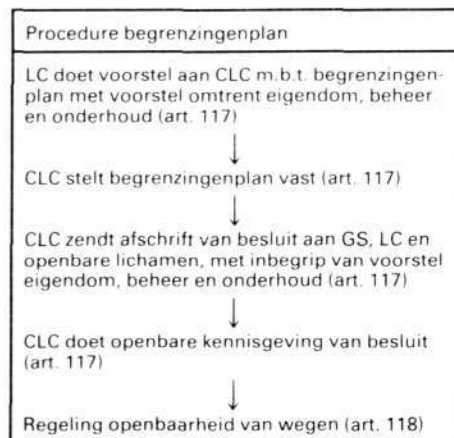 Procedure begrenzingenplan
LC doet voorstel aan CLC m.b.t. begrenzingen-
plan met voorstel omtrent eigendom, beheer
en onderhoud (art. 117)
CLC stelt begrenzingenplan vast (art. 117)
CLC zendt afschrift van besluit aan GS, LC en
openbare lichamen, met inbegrip van voorstel
eigendom, beheer en onderhoud (art. 117)
CLC doet openbare kennisgeving van besluit
(art. 117)
Regeling openbaarheid van wegen (art. 118)